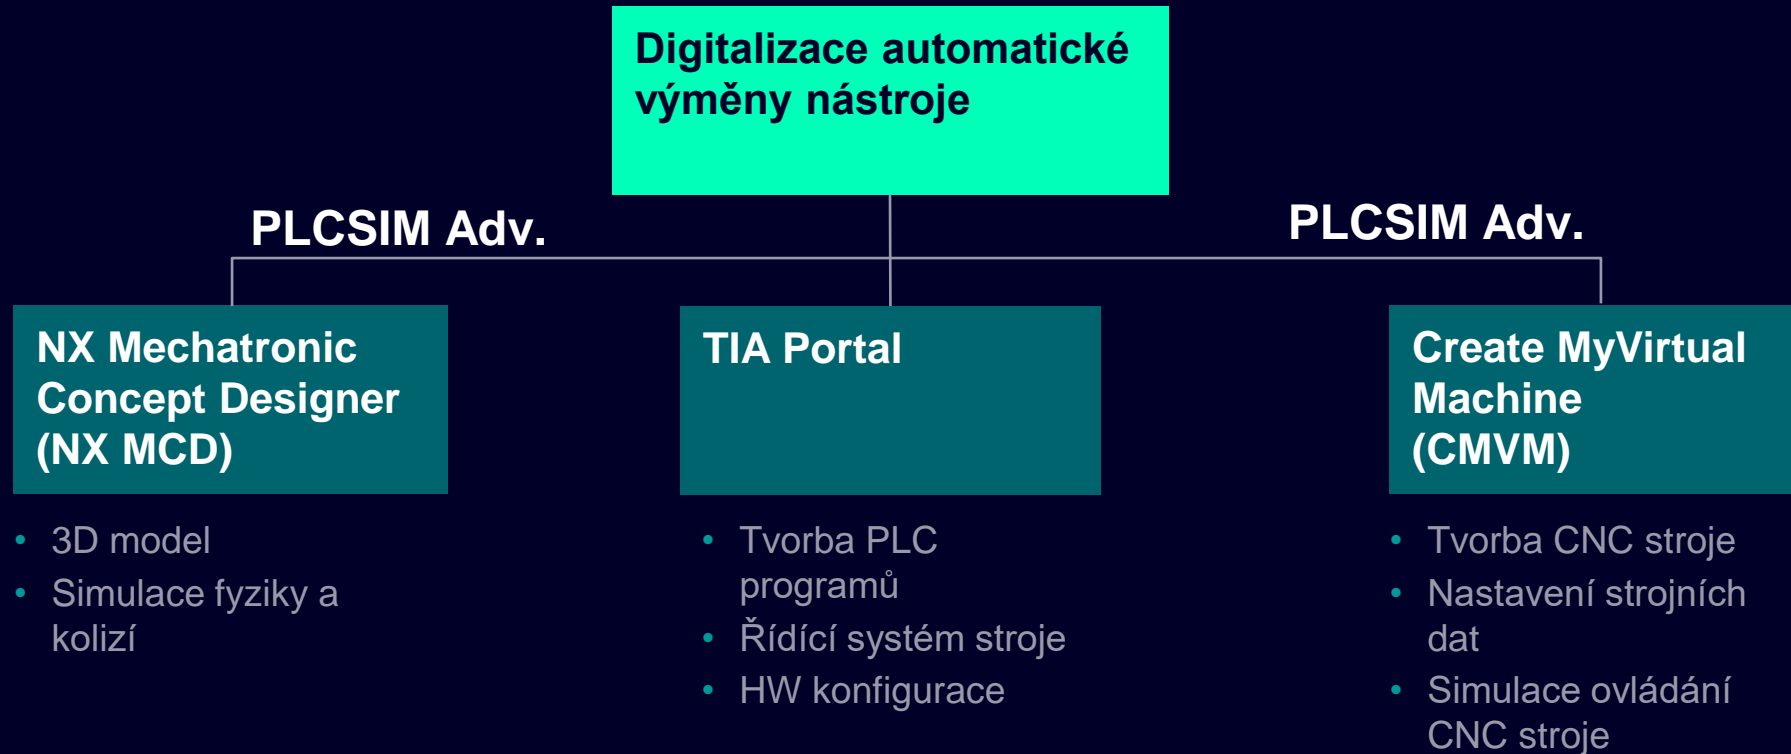 Digitalizace automatické
výměny nástroje
PLCSIM Adv.
PLCSIM Adv.
NX Mechatronic
Concept Designer
(NX MCD)
• 3D model
• Simulace fyziky a
kolizí
TIA Portal
• Tvorba PLC
programů
• Řídící systém stroje
• HW konfigurace
Create MyVirtual
Machine
(CMVM)
• Tvorba CNC stroje
• Nastavení strojních
dat
• Simulace ovládání
CNC stroje